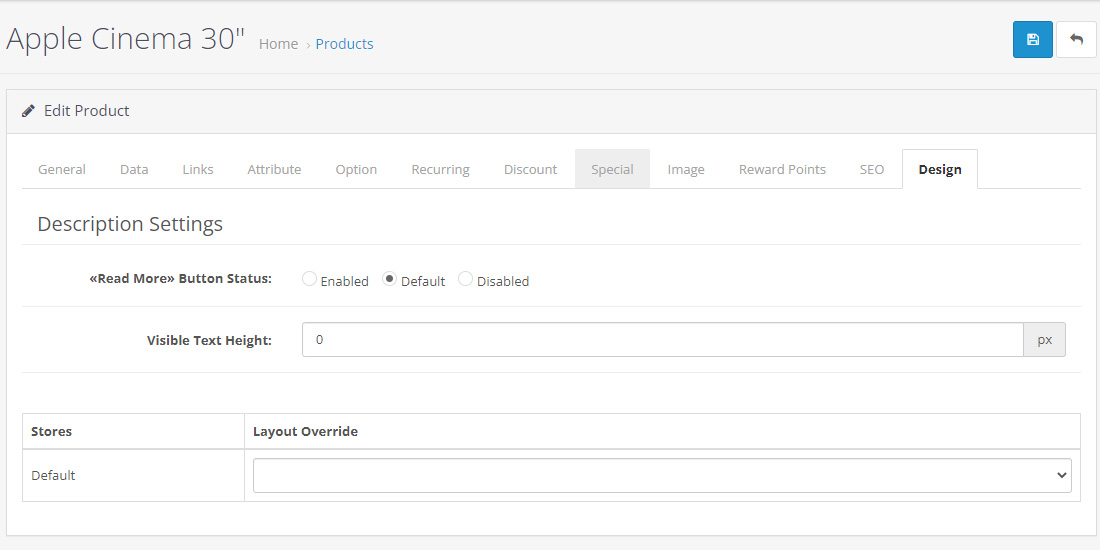 Apple Cinema 30" Home › Products
Edit Product
General Data Links Attribute Option Recurring Discount Special Image Reward Points SEO Design
Description Settings
«Read More» Button Status: Enabled Default Disabled
Visible Text Height: 0 px
Stores Layout Override
Default